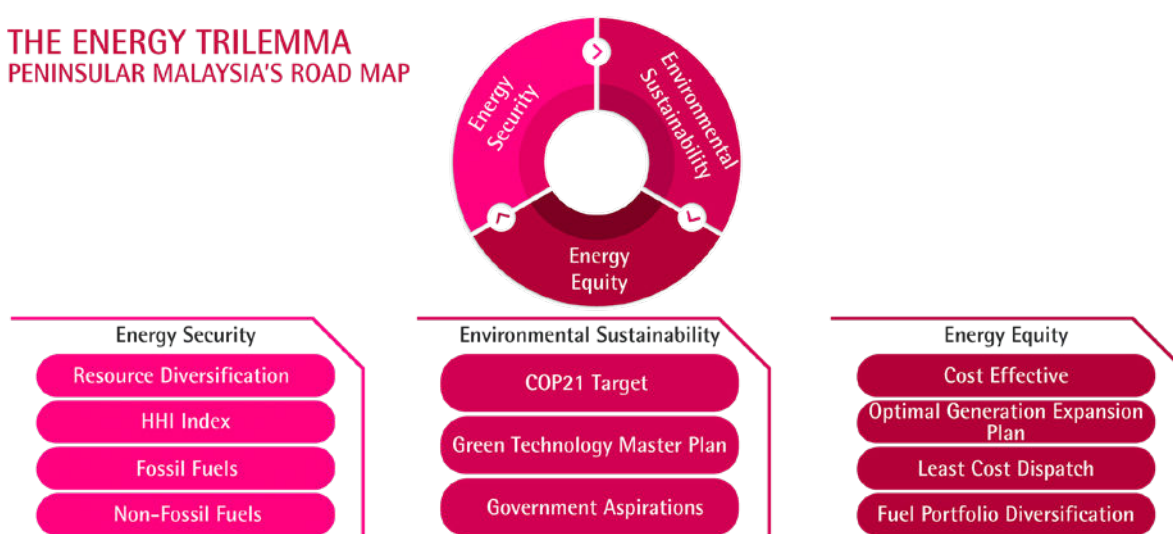 THE ENERGY TRILEMMA
PENINSULAR MALAYSIA'S ROAD MAP
Energy
Security
Environmental
Sustainability
Energy
Equity
Energy Security
Resource Diversification
HHI Index
Fossil Fuels
Non-Fossil Fuels
Environmental Sustainability
COP21 Target
Green Technology Master Plan
Government Aspirations
Energy Equity
Cost Effective
Optimal Generation Expansion
Plan
Least Cost Dispatch
Fuel Portfolio Diversification